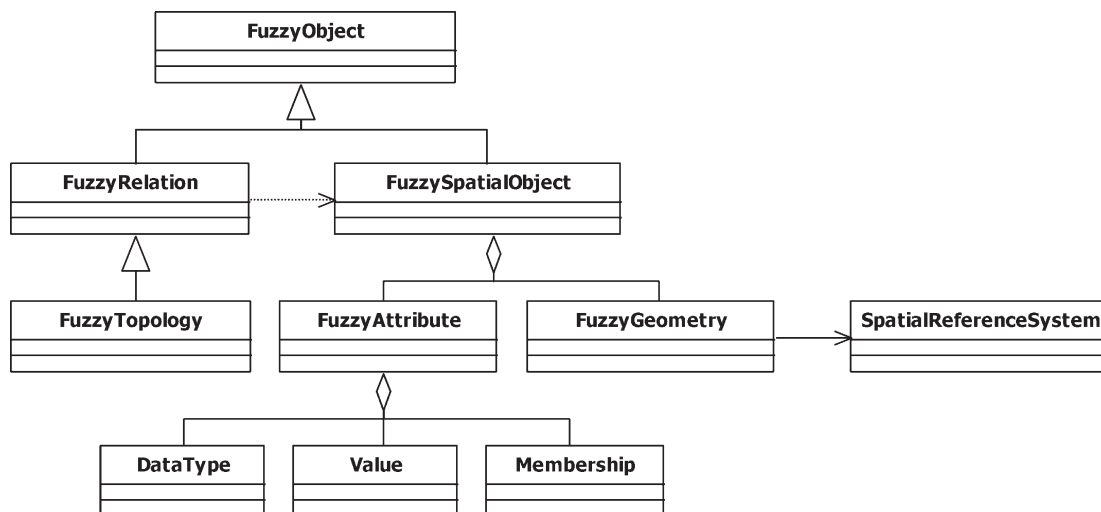 FuzzyObject
FuzzyRelation
FuzzySpatialObject
FuzzyTopology
FuzzyAttribute
FuzzyGeometry
SpatialReferenceSystem
DataType
Value
Membership